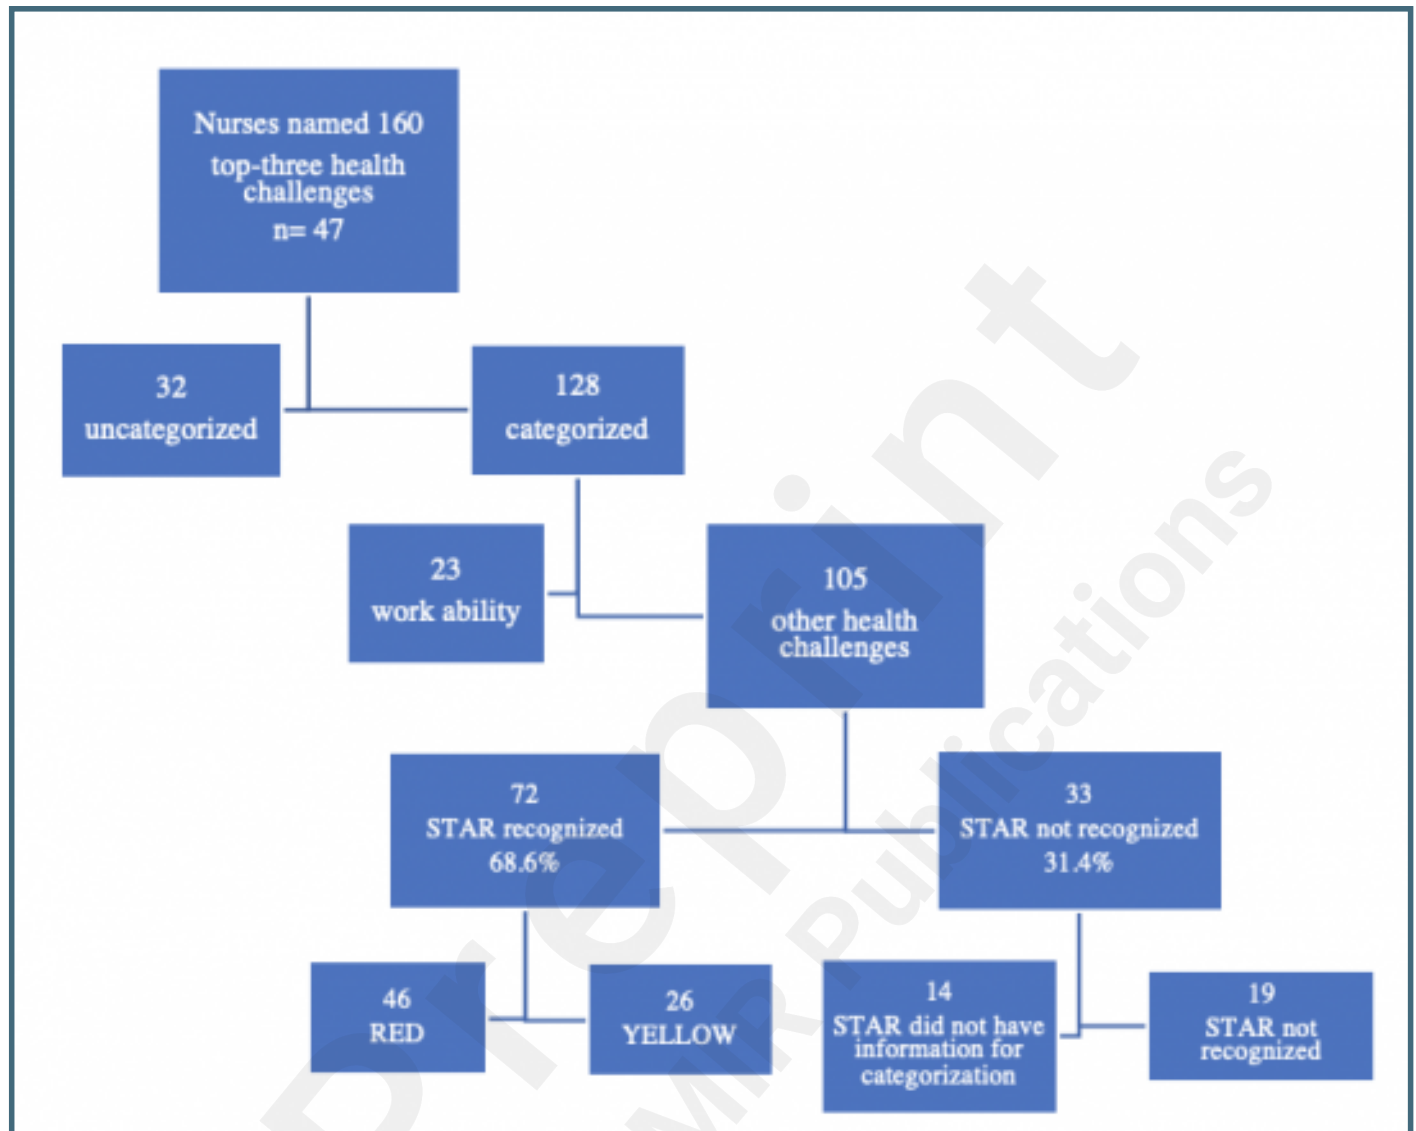 Nurses named 160
top-three health
challenges
n= 47
32
uncategorized
128
categorized
23
work ability
105
other health
challenges
72
STAR recognized
68.6%
33
STAR not recognized
31.4%
46
RED
26
YELLOW
14
STAR did not have
information for
categorization
19
STAR not
recognized
Preprint
MIR Publications